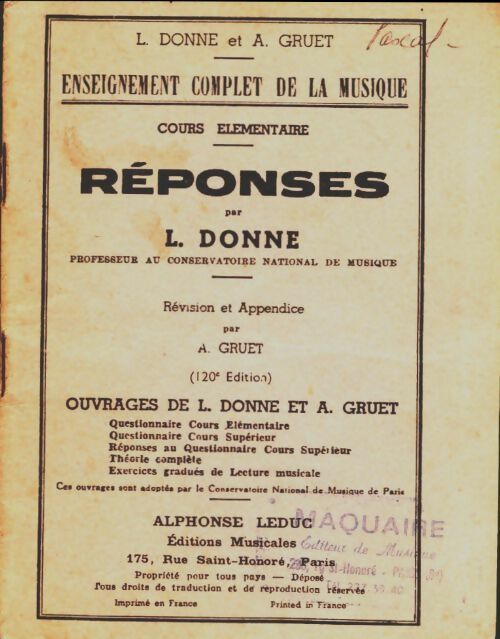 L. DONNE et A. GRUET
Pascal
ENSEIGNEMENT COMPLET DE LA MUSIQUE
COURS ELEMENTAIRE
RÉPONSES
par
L. DONNE
PROFESSEUR AU CONSERVATOIRE NATIONAL DE MUSIQUE
Révision et Appendice
par
A. GRUET
(120e Edition)
OUVRAGES DE L. DONNE ET A. GRUET
Questionnaire Cours Elémentaire
Questionnaire Cours Supérieur
Réponses au Questionnaire Cours Supérieur
Théorie complète
Exercices gradués de Lecture musicale
Ces ouvrages sont adoptés par le Conservatoire National de Musique de Paris
ALPHONSE LEDUC
Éditions Musicales
175, Rue Saint-Honoré, Paris
Propriété pour tous pays — Déposé
Tous droits de traduction et de reproduction réservés
Imprimé en France Printed in France
MAQUAIRE
Editeur de Musique
St-Honoré